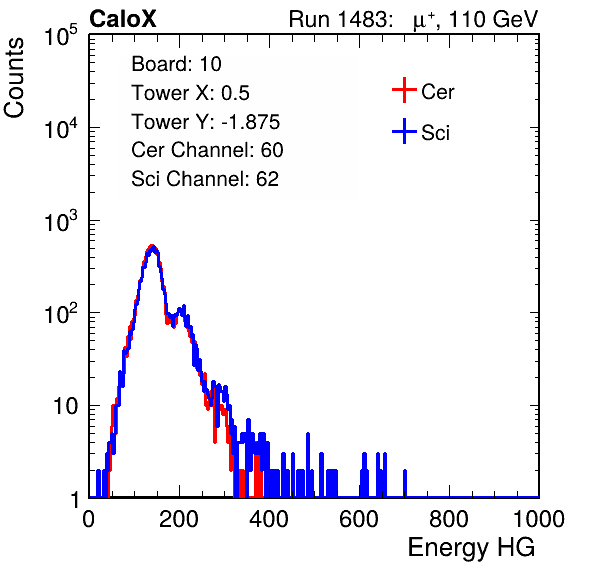 CaloX Run 1483: μ⁺, 110 GeV
Counts
10⁵
10⁴
10³
10²
10
1
Board: 10
Tower X: 0.5
Tower Y: -1.875
Cer Channel: 60
Sci Channel: 62
Cer
Sci
0 200 400 600 800 1000
Energy HG